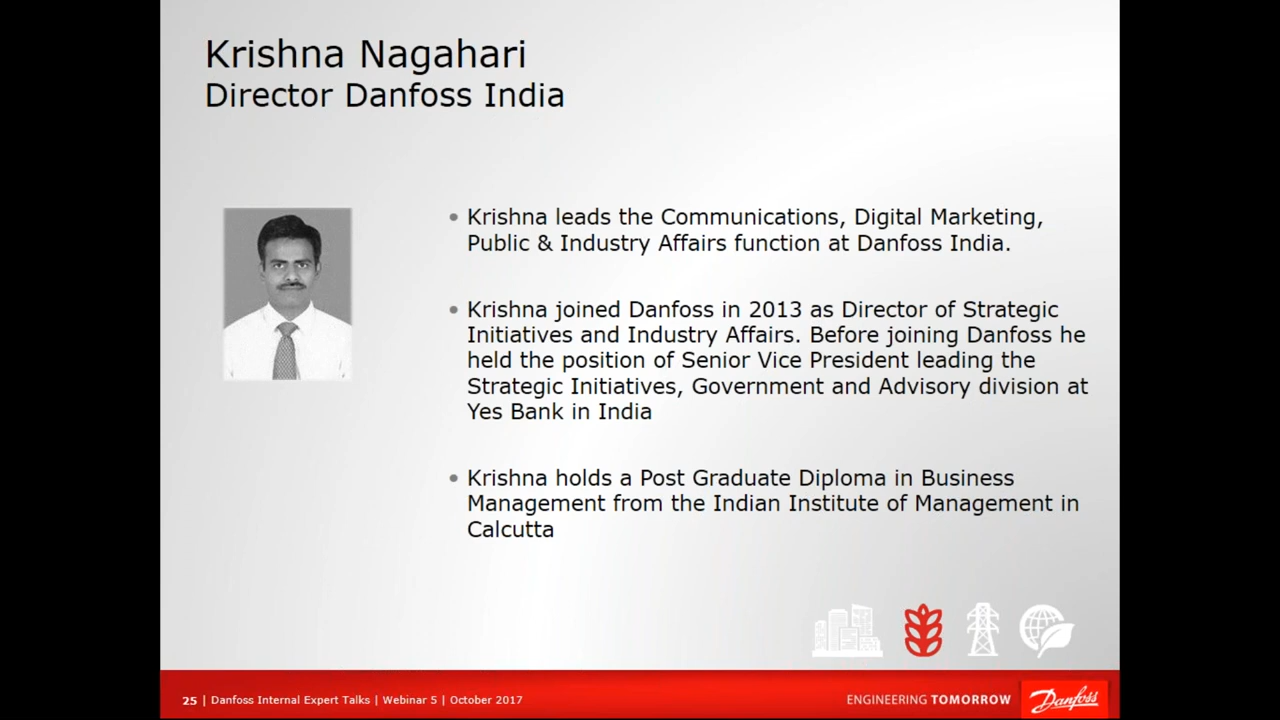 Krishna Nagahari
Director Danfoss India
• Krishna leads the Communications, Digital Marketing,
Public & Industry Affairs function at Danfoss India.
• Krishna joined Danfoss in 2013 as Director of Strategic
Initiatives and Industry Affairs. Before joining Danfoss he
held the position of Senior Vice President leading the
Strategic Initiatives, Government and Advisory division at
Yes Bank in India
• Krishna holds a Post Graduate Diploma in Business
Management from the Indian Institute of Management in
Calcutta
25 | Danfoss Internal Expert Talks | Webinar 5 | October 2017
ENGINEERING TOMORROW
Danfoss